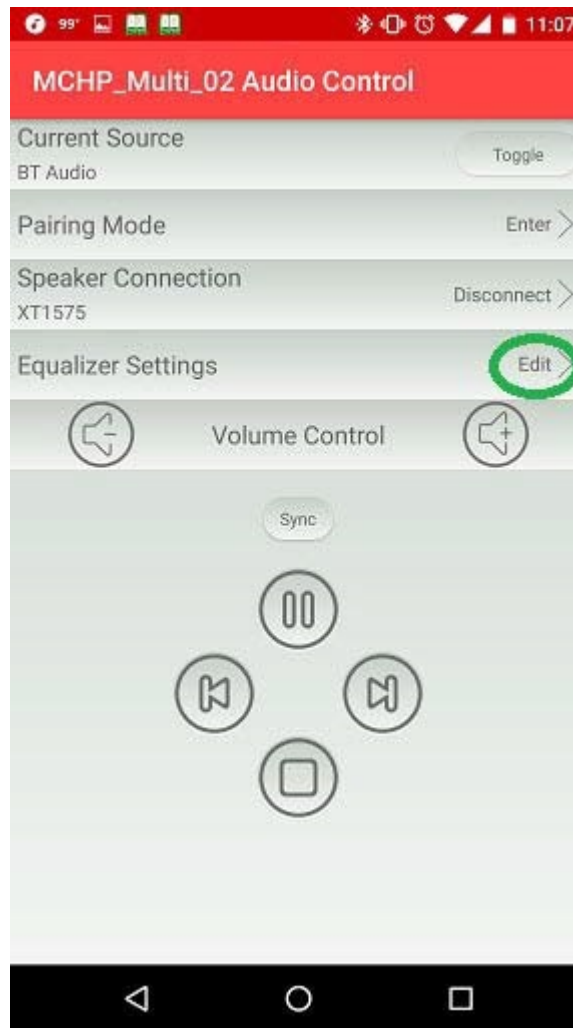 99° 11:07
MCHP_Multi_02 Audio Control
Current Source
BT Audio
Toggle
Pairing Mode
Enter
Speaker Connection
XT1575
Disconnect
Equalizer Settings
Edit
Volume Control
Sync